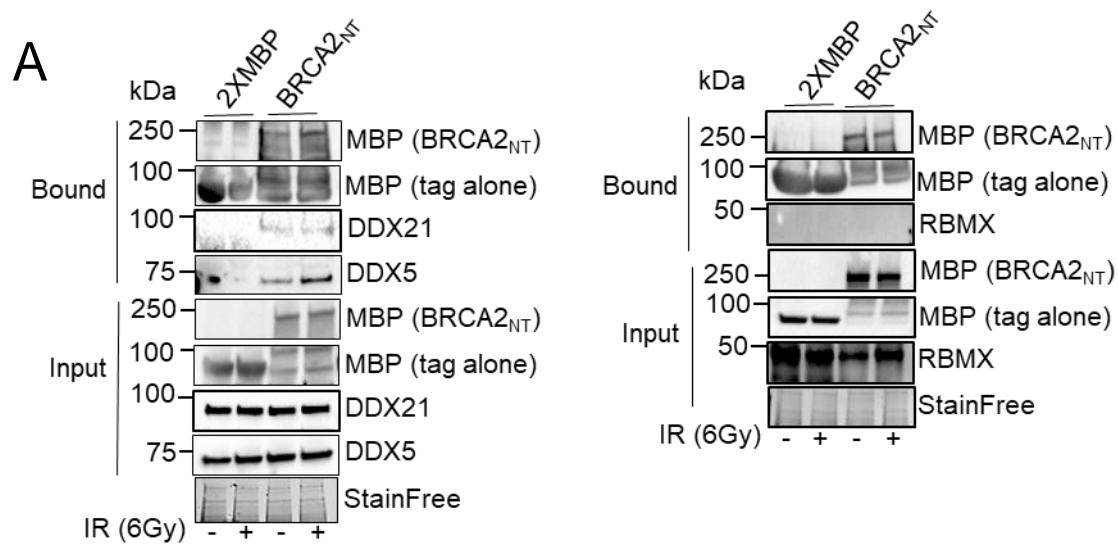 A
kDa
2XMBP
BRCA2NT
Bound
250
MBP (BRCA2NT)
100
MBP (tag alone)
100
DDX21
75
DDX5
Input
250
MBP (BRCA2NT)
100
MBP (tag alone)
100
DDX21
75
DDX5
StainFree
IR (6Gy) - + - +
kDa
2XMBP
BRCA2NT
Bound
250
MBP (BRCA2NT)
100
MBP (tag alone)
50
RBMX
Input
250
MBP (BRCA2NT)
100
MBP (tag alone)
50
RBMX
StainFree
IR (6Gy) - + - +